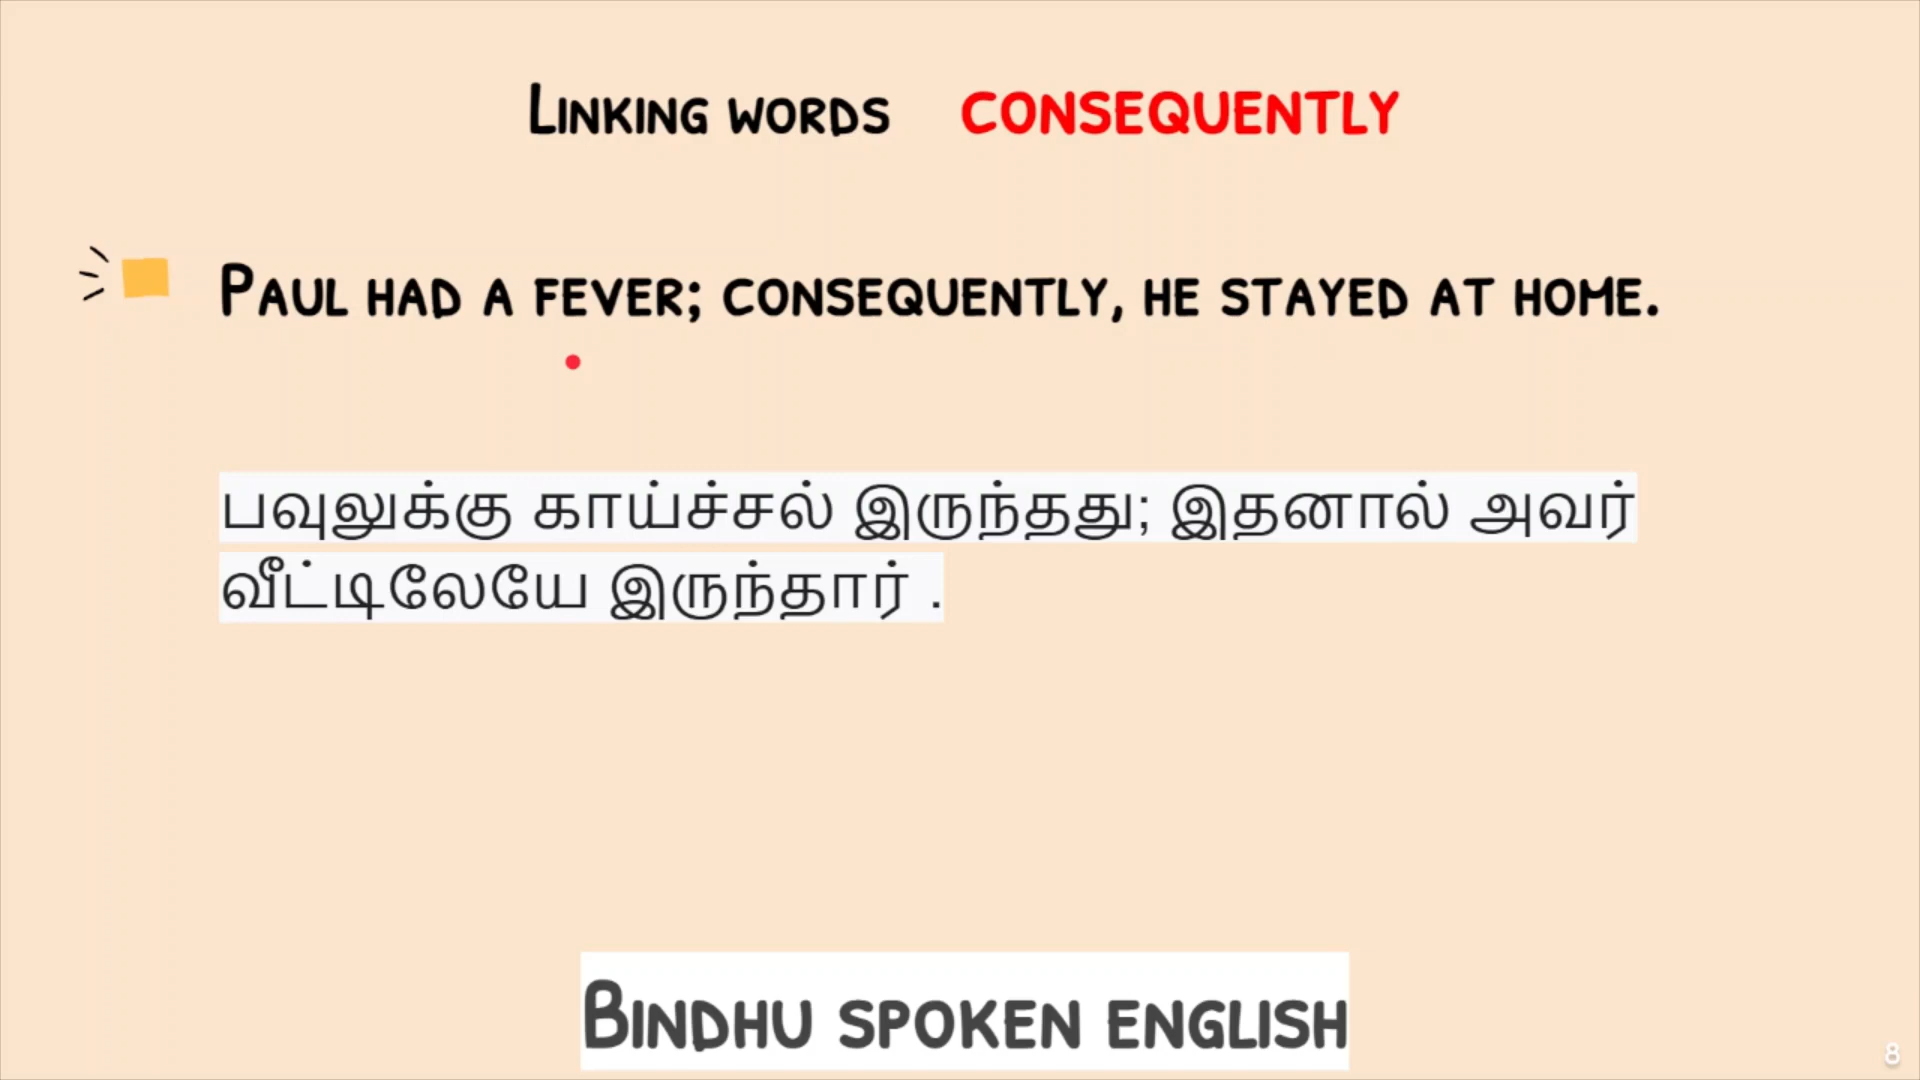 Linking words CONSEQUENTLY
Paul had a fever; consequently, he stayed at home.
பவுலுக்கு காய்ச்சல் இருந்தது; இதனால் அவர்
வீட்டிலேயே இருந்தார் .
Bindhu spoken english
8